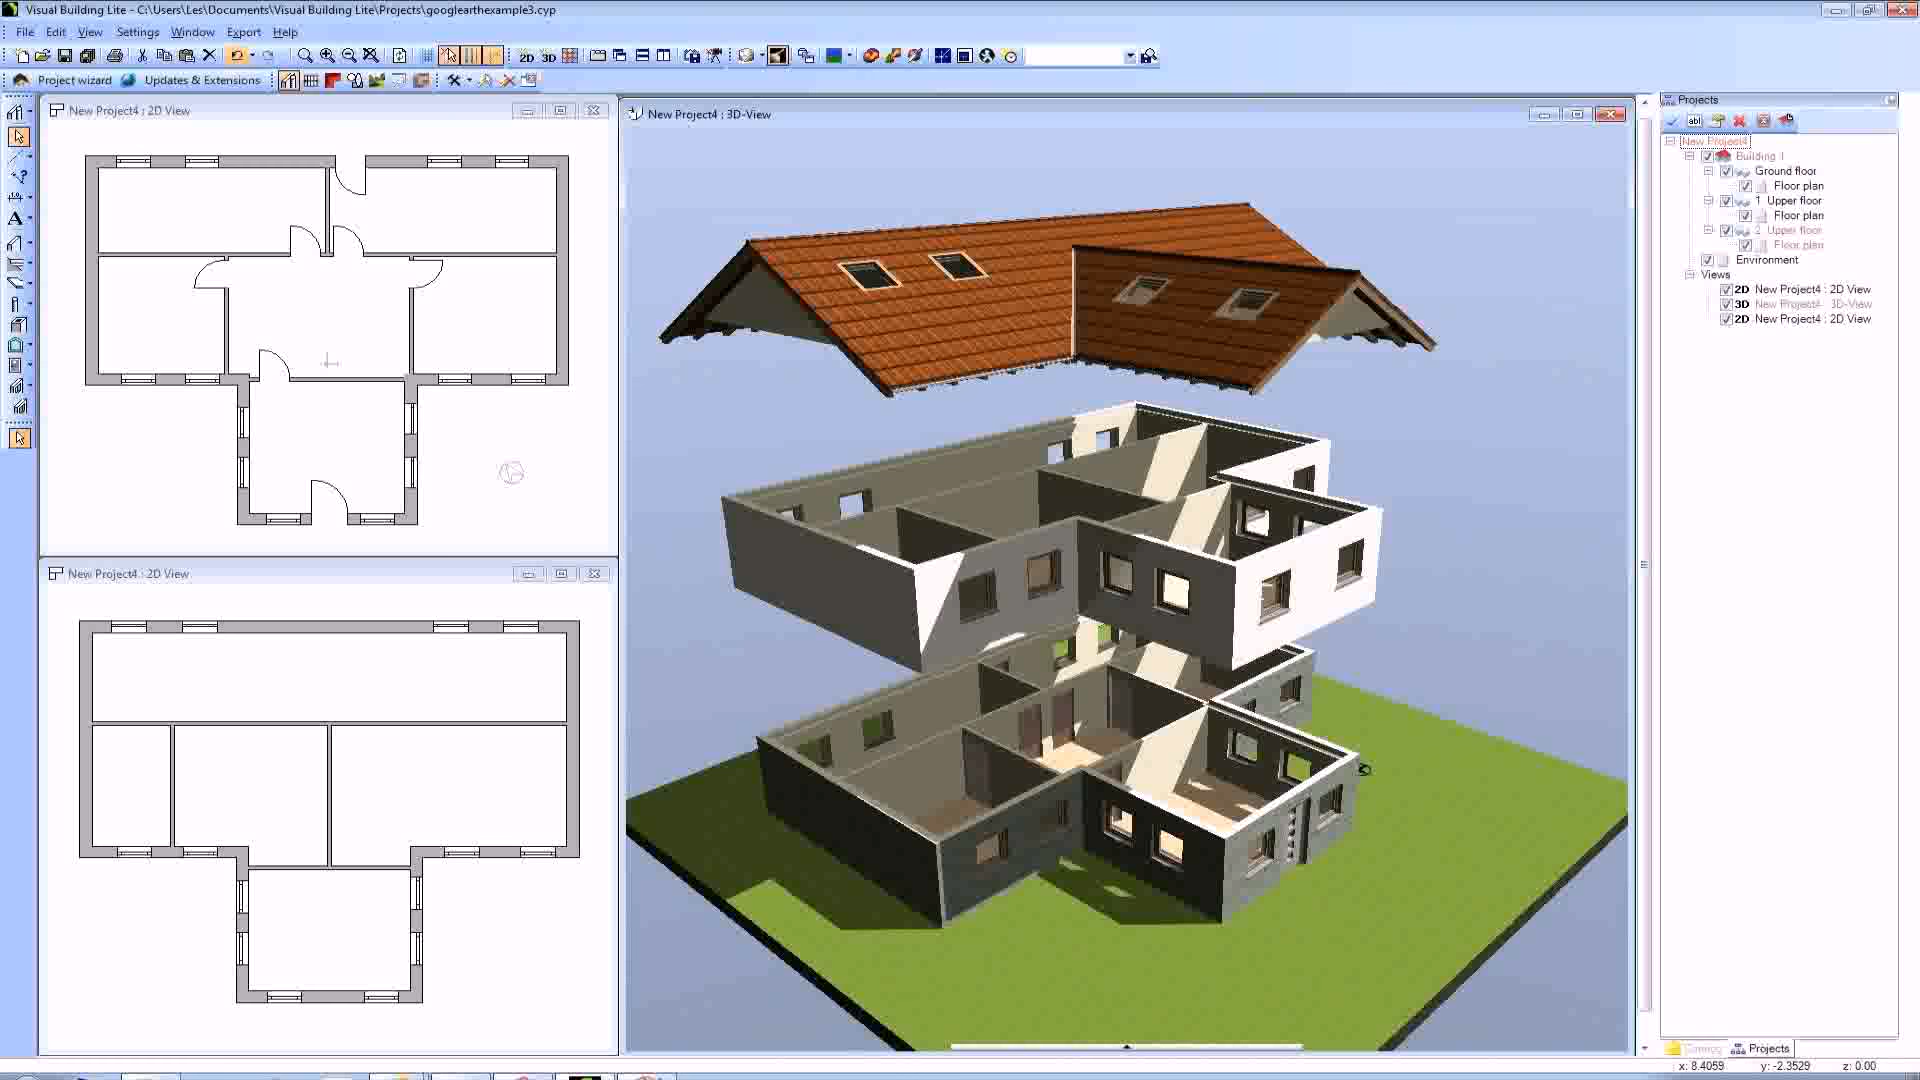 Visual Building Lite - C:\Users\Les\Documents\Visual Building Lite\Projects\googlearthexample3.cyp
File Edit View Settings Window Export Help
2D 3D
Project wizard Updates & Extensions
New Project4 : 2D View
New Project4 : 3D-View
Projects
abl
New Project4
Building 1
Ground floor
Floor plan
1. Upper floor
Floor plan
2. Upper floor
Floor plan
Environment
Views
2D New Project4 : 2D View
3D New Project4 : 3D-View
2D New Project4 : 2D View
A
New Project4 : 2D View
Projects
x: 8.4059 y: -2.3529 z: 0.00